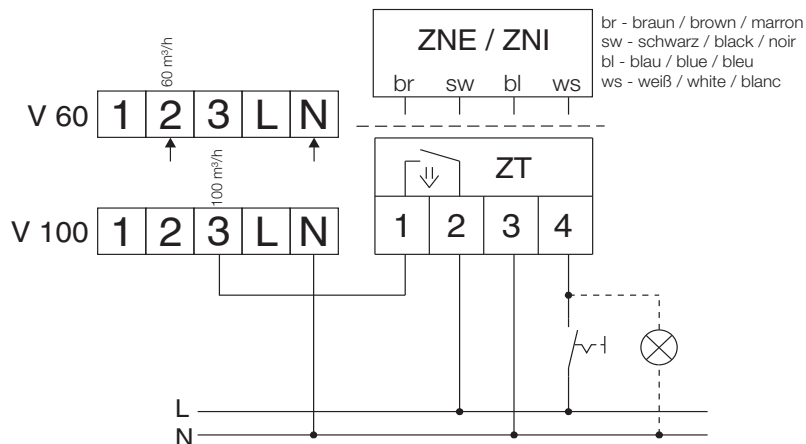 ZNE / ZNI
br sw bl ws
br - braun / brown / marron
sw - schwarz / black / noir
bl - blau / blue / bleu
ws - weiß / white / blanc
60 m³/h
V 60 1 2 3 L N
100 m³/h
V 100 1 2 3 L N
ZT
1 2 3 4
L
N